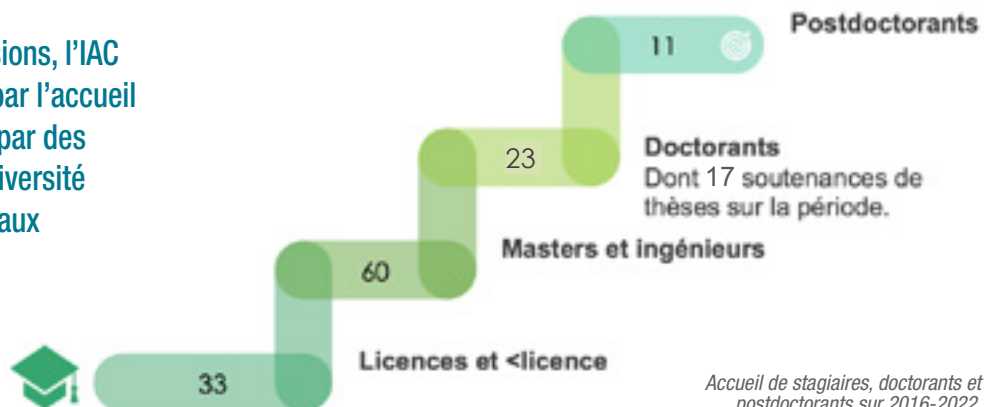 sions, l'IAC
par l'accueil
par des
iversité
aux
11
Postdoctorants
23
Doctorants
Dont 17 soutenances de
thèses sur la période.
60
Masters et ingénieurs
33
Licences et <licence
Accueil de stagiaires, doctorants et
postdoctorants sur 2016-2022